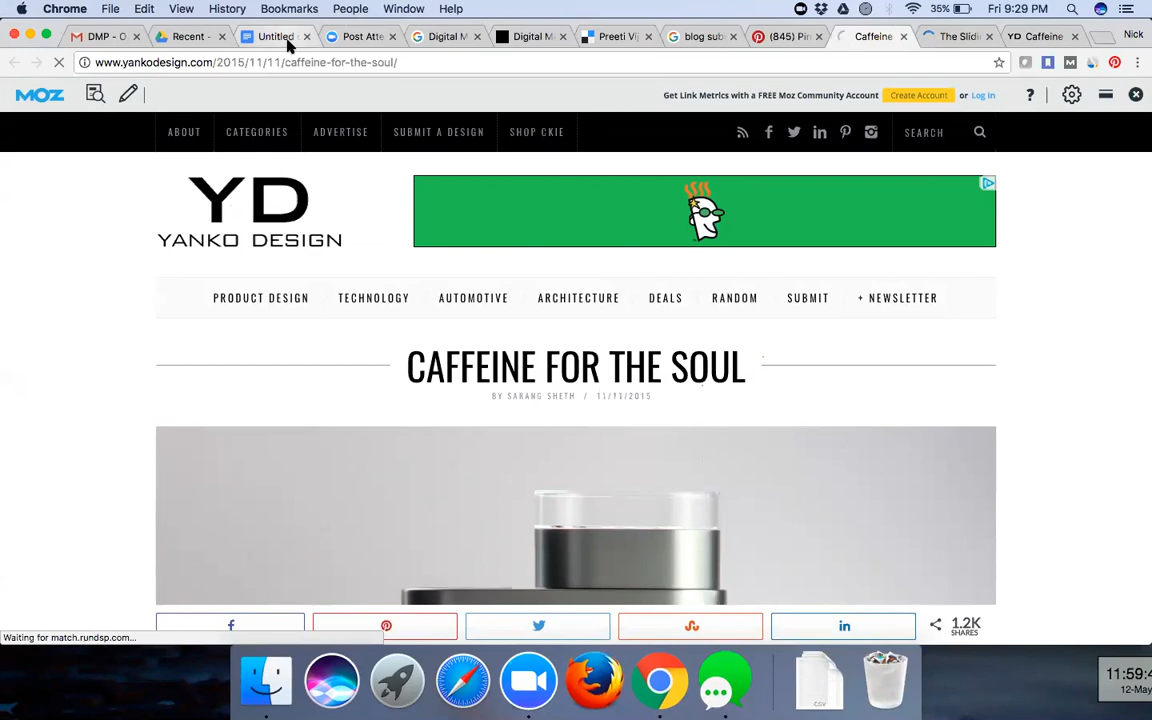 Chrome File Edit View History Bookmarks People Window Help 35% Fri 9:29 PM
DMP - O Recent - Untitled Post Atte Digital M Digital M Preeti Vij blog sub (845) Pin Caffeine The Slidi YD Caffeine Nick
www.yankodesign.com/2015/11/11/caffeine-for-the-soul/
MOZ Get Link Metrics with a FREE Moz Community Account Create Account or Log In ?
ABOUT CATEGORIES ADVERTISE SUBMIT A DESIGN SHOP CKIE SEARCH
YD
YANKO DESIGN
PRODUCT DESIGN TECHNOLOGY AUTOMOTIVE ARCHITECTURE DEALS RANDOM SUBMIT + NEWSLETTER
CAFFEINE FOR THE SOUL
BY SARANG SHETH / 11/11/2015
1.2K
SHARES
Waiting for match.rundsp.com...
CSV
11:59:4
12-May